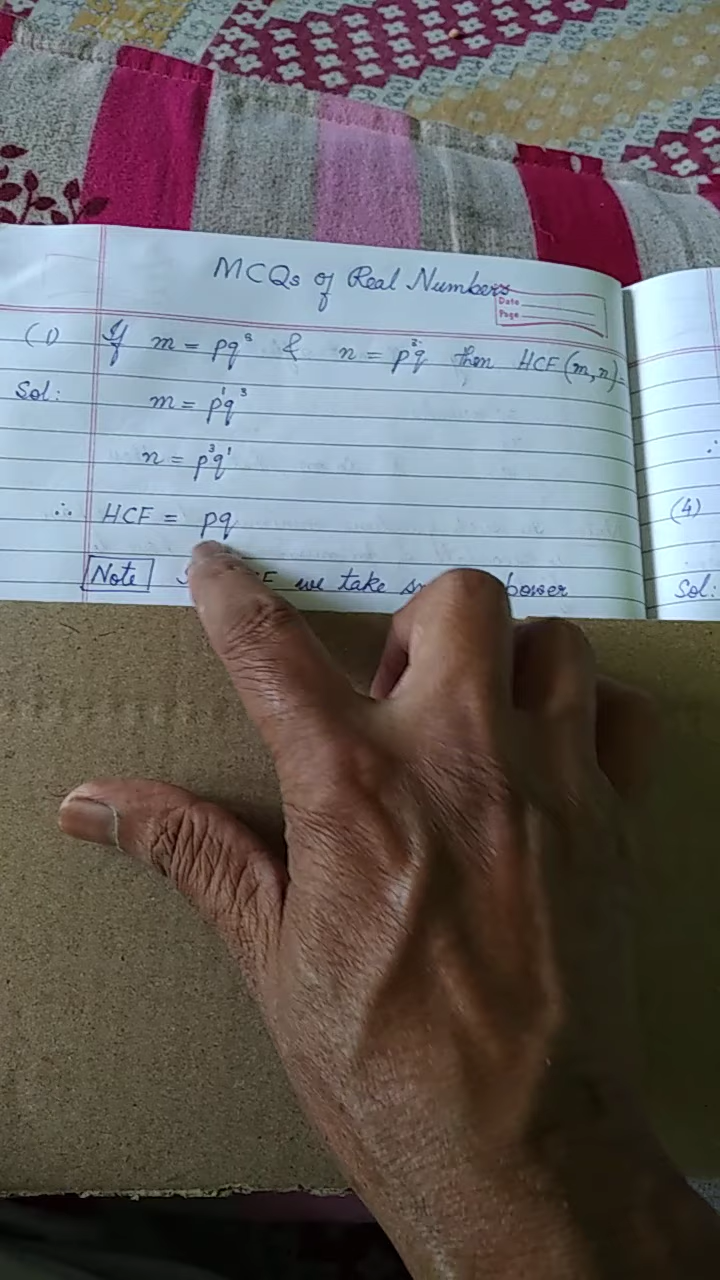 MCQs of Real Numbers
Date
Page
(1) If m = pq³ & n = p³q then HCF (m,n) =
Sol: m = p¹q³
n = p³q¹
∴ HCF = pq
Note we take power
(4)
Sol: